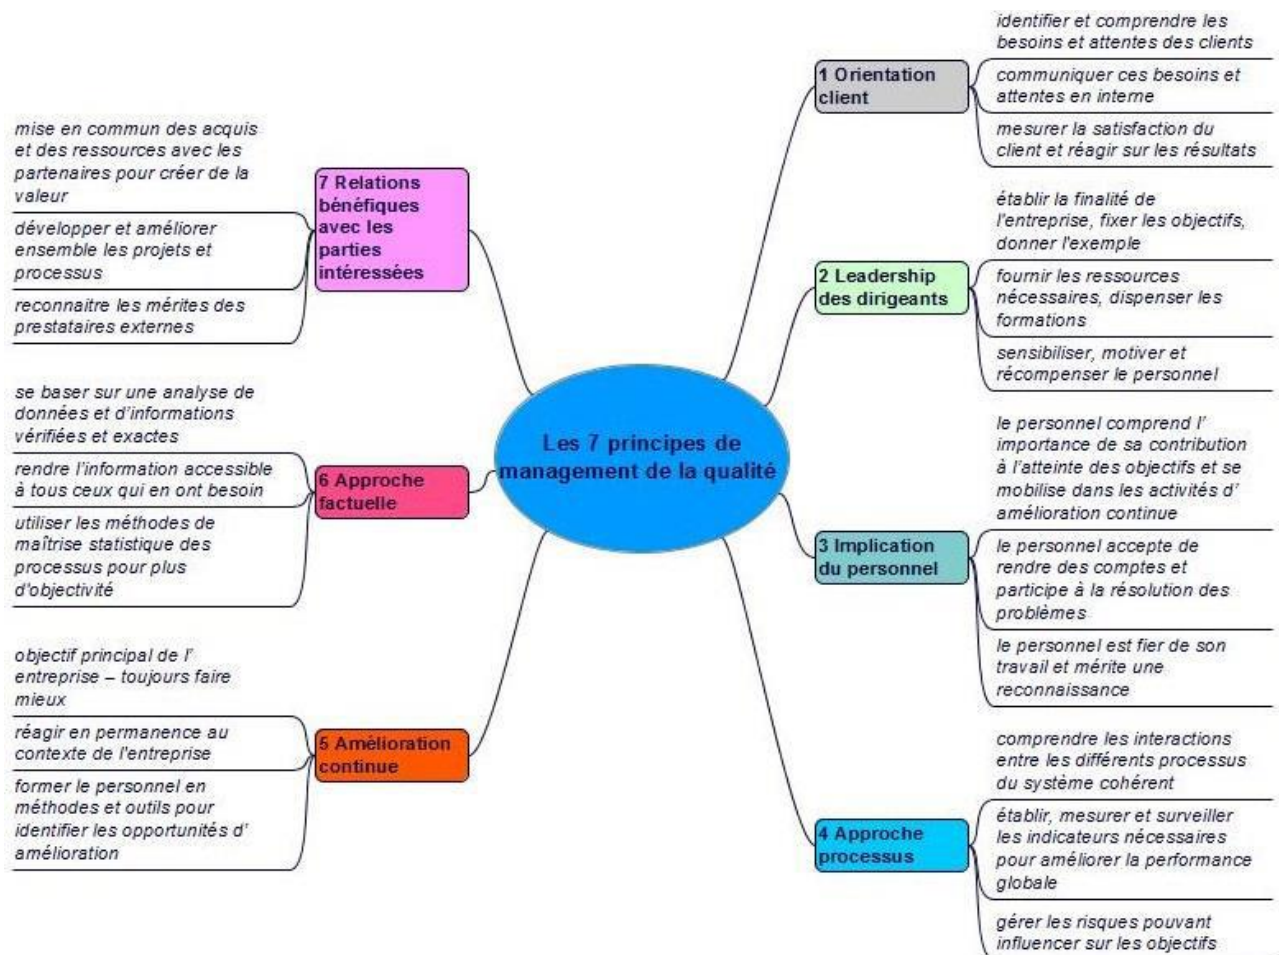 Les 7 principes de
management de la qualité
1 Orientation
client
identifier et comprendre les
besoins et attentes des clients
communiquer ces besoins et
attentes en interne
mesurer la satisfaction du
client et réagir sur les résultats
2 Leadership
des dirigeants
établir la finalité de
l'entreprise, fixer les objectifs,
donner l'exemple
fournir les ressources
nécessaires, dispenser les
formations
sensibiliser, motiver et
récompenser le personnel
3 Implication
du personnel
le personnel comprend l'
importance de sa contribution
à l'atteinte des objectifs et se
mobilise dans les activités d'
amélioration continue
le personnel accepte de
rendre des comptes et
participe à la résolution des
problèmes
le personnel est fier de son
travail et mérite une
reconnaissance
4 Approche
processus
comprendre les interactions
entre les différents processus
du système cohérent
établir, mesurer et surveiller
les indicateurs nécessaires
pour améliorer la performance
globale
gérer les risques pouvant
influencer sur les objectifs
5 Amélioration
continue
objectif principal de l'
entreprise – toujours faire
mieux
réagir en permanence au
contexte de l'entreprise
former le personnel en
méthodes et outils pour
identifier les opportunités d'
amélioration
6 Approche
factuelle
se baser sur une analyse de
données et d'informations
vérifiées et exactes
rendre l'information accessible
à tous ceux qui en ont besoin
utiliser les méthodes de
maîtrise statistique des
processus pour plus
d'objectivité
7 Relations
bénéfiques
avec les
parties
intéressées
mise en commun des acquis
et des ressources avec les
partenaires pour créer de la
valeur
développer et améliorer
ensemble les projets et
processus
reconnaitre les mérites des
prestataires externes